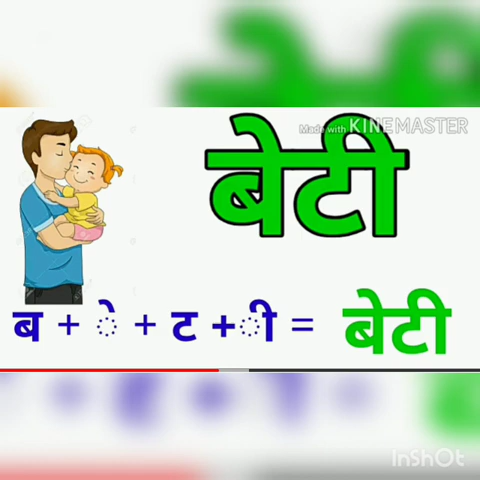 Made with KINEMASTER
बेटी
ब + े + ट + ी = बेटी
InShOt